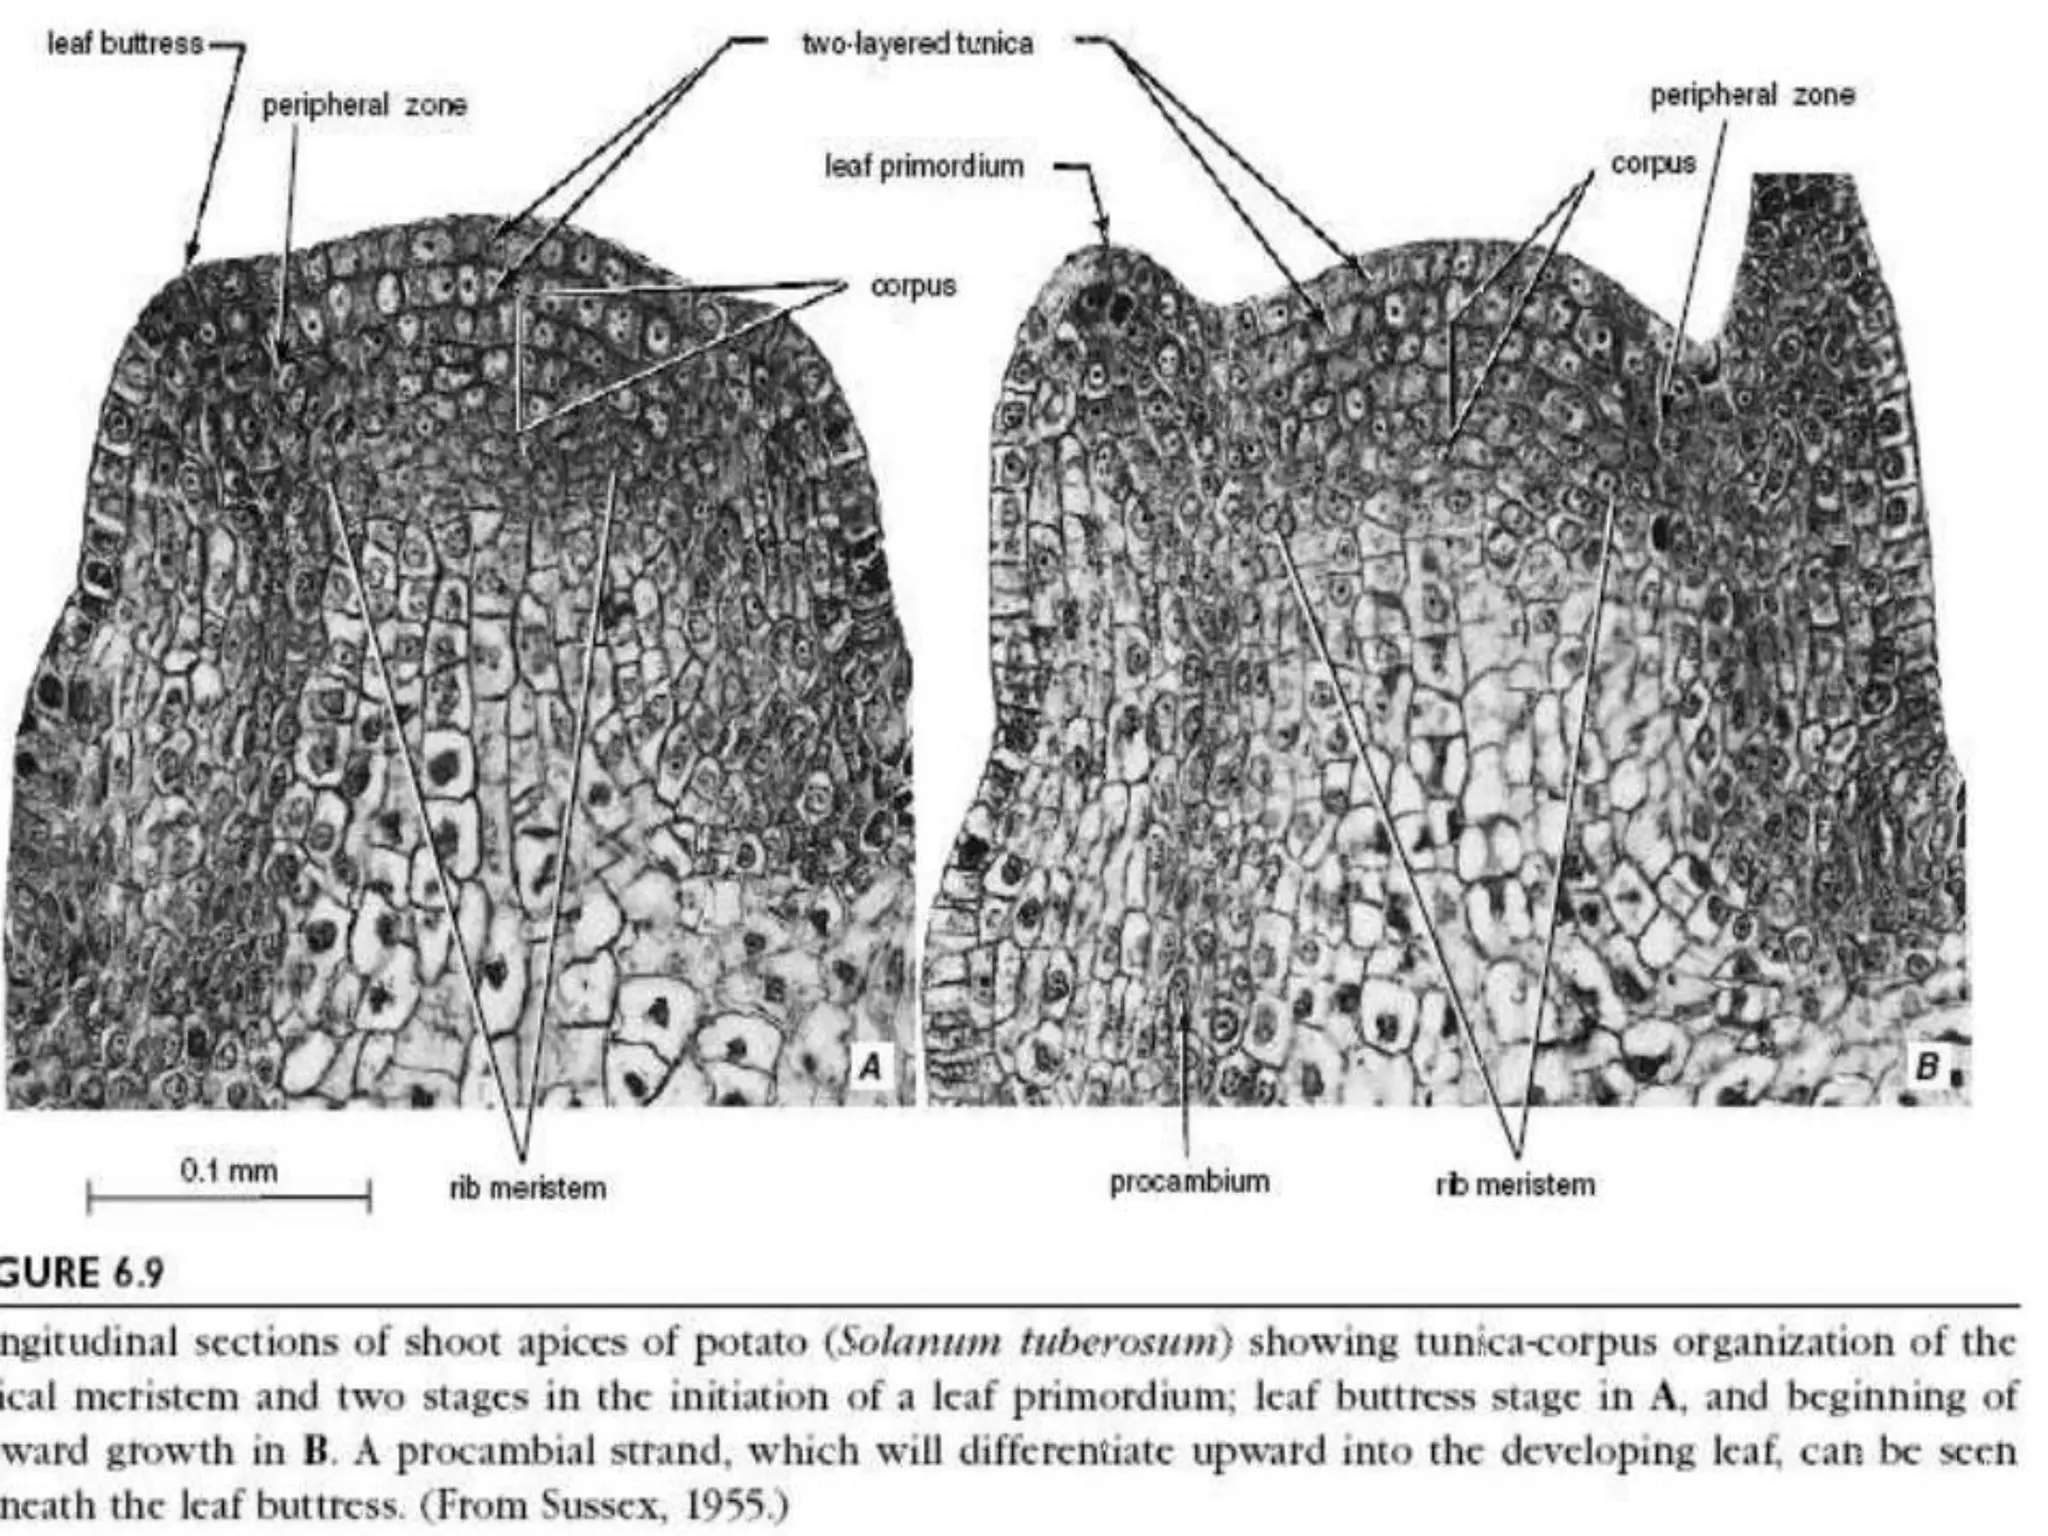 leaf buttress
two-layered tunica
peripheral zone
peripheral zone
leaf primordium
corpus
corpus
A
B
0.1 mm
rib meristem
procambium
rib meristem
GURE 6.9
ngitudinal sections of shoot apices of potato (Solanum tuberosum) showing tunica-corpus organization of the
ical meristem and two stages in the initiation of a leaf primordium; leaf buttress stage in A, and beginning of
ward growth in B. A procambial strand, which will differentiate upward into the developing leaf, can be seen
neath the leaf buttress. (From Sussex, 1955.)